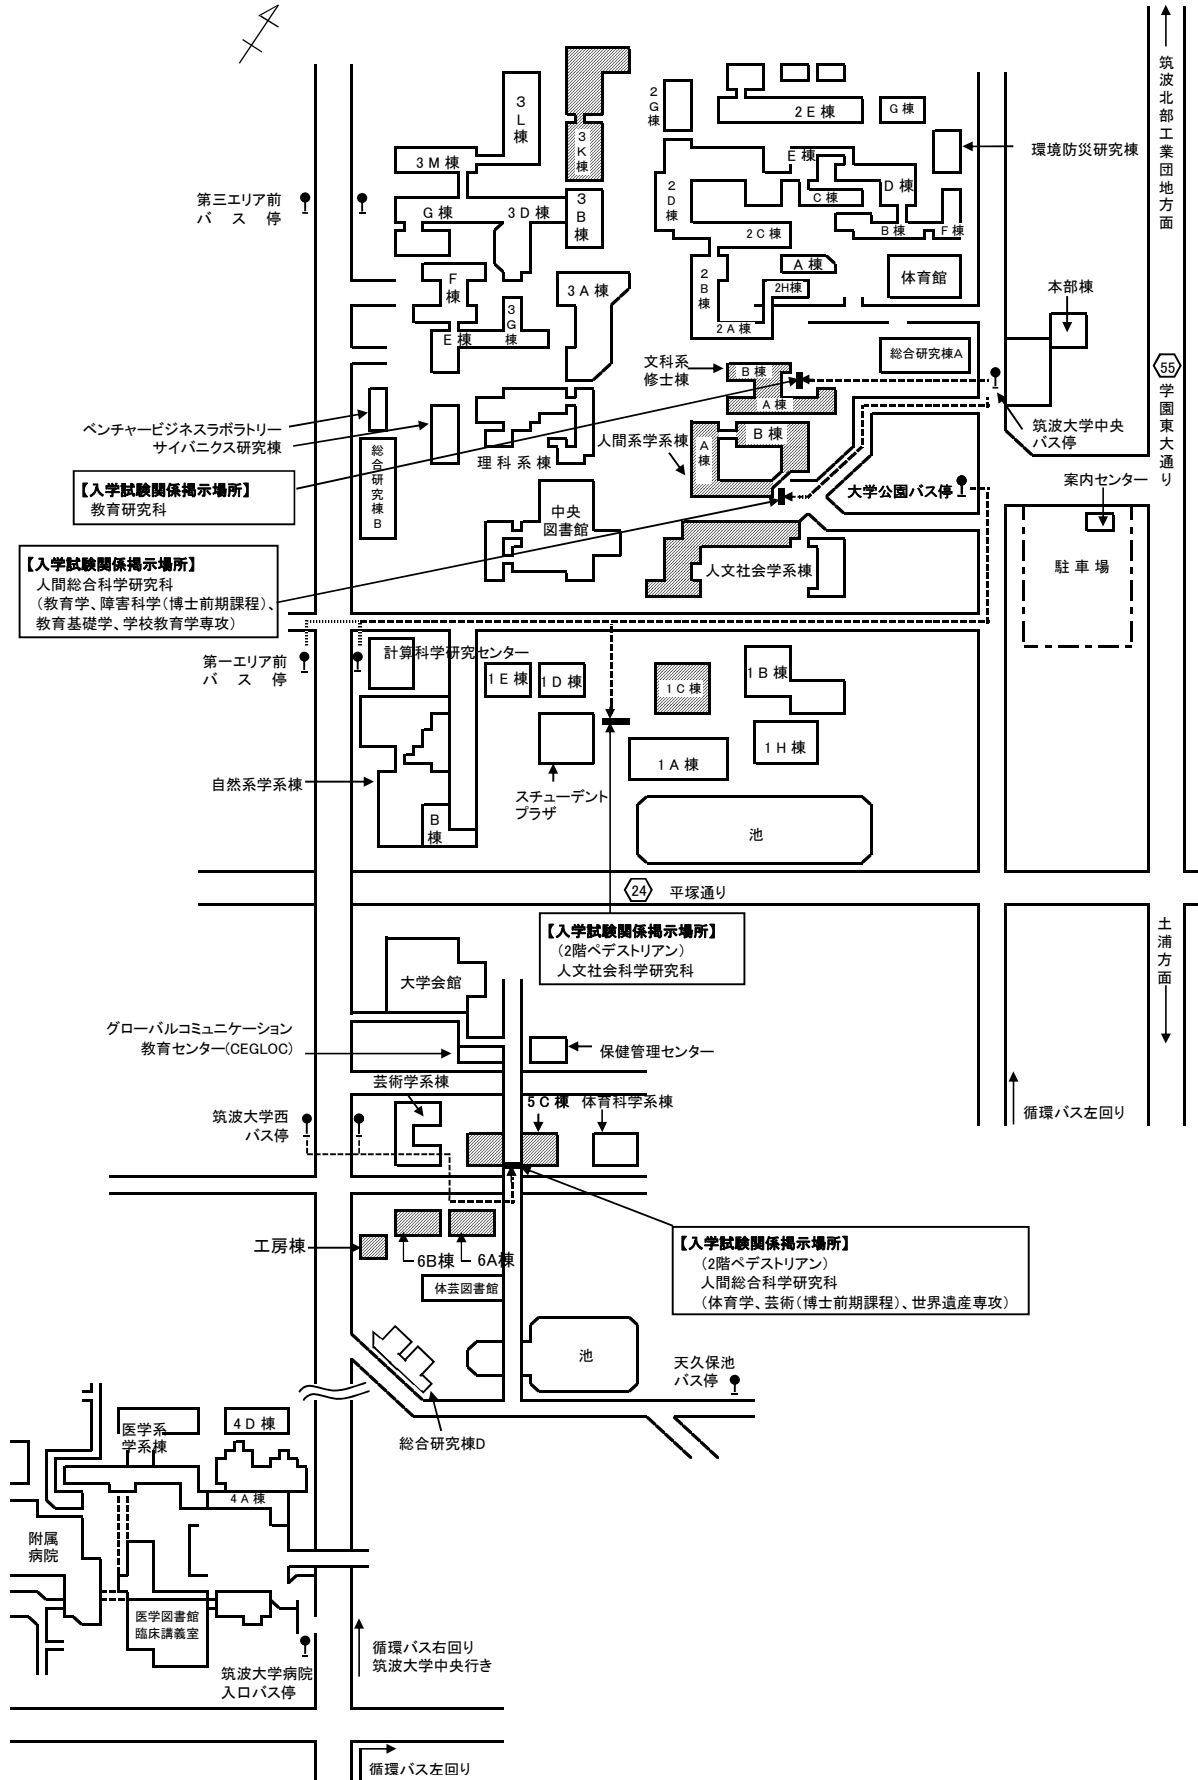 筑波北部工業団地方面
3L棟
3K棟
2G棟
2E棟
G棟
環境防災研究棟
3M棟
E棟
D棟
C棟
第三エリア前
バス停
G棟
3D棟
3B棟
2D棟
2C棟
B棟
F棟
F棟
3A棟
2B棟
A棟
2H棟
体育館
本部棟
3G棟
E棟
2A棟
総合研究棟A
文科系
修士棟
B棟
A棟
55
学園東大通り
筑波大学中央
バス停
ベンチャービジネスラボラトリー
サイバニクス研究棟
総合研究棟B
理科系棟
人間系学系棟
A棟
B棟
大学公園バス停
案内センター
【入学試験関係掲示場所】
教育研究科
中央
図書館
人文社会学系棟
駐車場
【入学試験関係掲示場所】
人間総合科学研究科
(教育学、障害科学(博士前期課程)、
教育基礎学、学校教育学専攻)
第一エリア前
バス停
計算科学研究センター
1E棟
1D棟
1C棟
1B棟
1A棟
1H棟
自然系学系棟
B棟
スチューデント
プラザ
池
24
平塚通り
【入学試験関係掲示場所】
(2階ペデストリアン)
人文社会科学研究科
土浦方面
大学会館
グローバルコミュニケーション
教育センター(CEGLOC)
保健管理センター
芸術学系棟
5C棟
体育科学系棟
循環バス左回り
筑波大学西
バス停
工房棟
6B棟
6A棟
体芸図書館
【入学試験関係掲示場所】
(2階ペデストリアン)
人間総合科学研究科
(体育学、芸術(博士前期課程)、世界遺産専攻)
池
天久保池
バス停
総合研究棟D
医学系
学系棟
4D棟
4A棟
附属
病院
医学図書館
臨床講義室
筑波大学病院
入口バス停
循環バス右回り
筑波大学中央行き
循環バス左回り